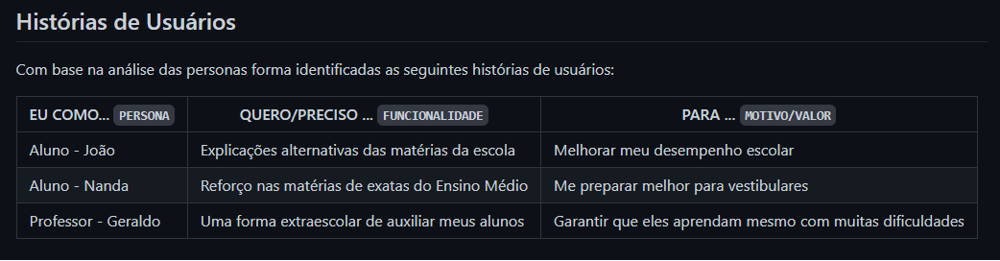 Histórias de Usuários
Com base na análise das personas forma identificadas as seguintes histórias de usuários:
EU COMO... PERSONA QUERO/PRECISO ... FUNCIONALIDADE PARA ... MOTIVO/VALOR
Aluno - João Explicações alternativas das matérias da escola Melhorar meu desempenho escolar
Aluno - Nanda Reforço nas matérias de exatas do Ensino Médio Me preparar melhor para vestibulares
Professor - Geraldo Uma forma extraescolar de auxiliar meus alunos Garantir que eles aprendam mesmo com muitas dificuldades